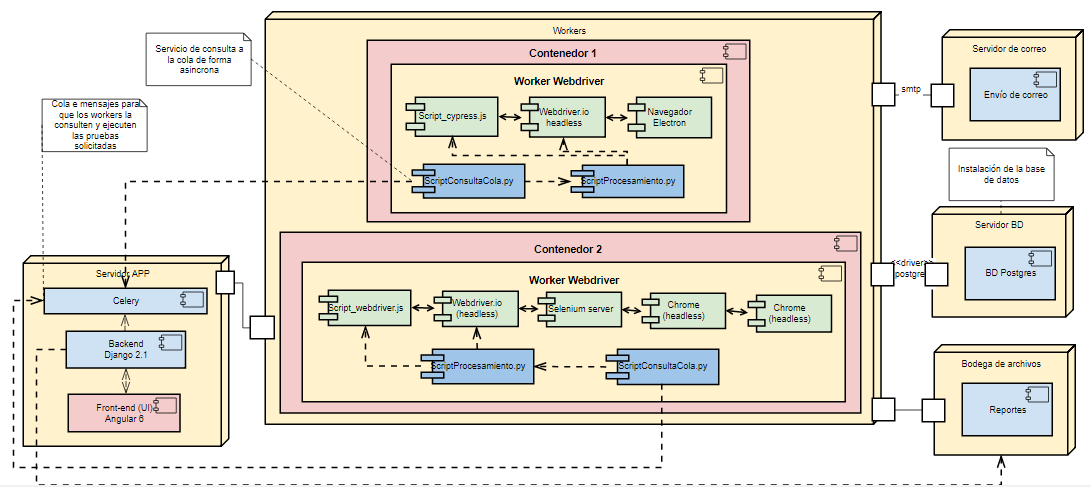 Workers
Contenedor 1
Worker Webdriver
Script_cypress.js
Webdriver.io
headless
Navegador
Electron
ScriptConsultaCola.py
ScriptProcesamiento.py
Servicio de consulta a
la cola de forma
asincrona
Cola e mensajes para
que los workers la
consulten y ejecuten
las pruebas
solicitadas
Contenedor 2
Worker Webdriver
Script_webdriver.js
Webdriver.io
(headless)
Selenium server
Chrome
(headless)
Chrome
(headless)
ScriptProcesamiento.py
ScriptConsultaCola.py
Servidor APP
Celery
Backend
Django 2.1
Front-end (UI)
Angular 6
smtp
Servidor de correo
Envío de correo
Instalación de la base
de datos
<<driver>>
postgre
Servidor BD
BD Postgres
Bodega de archivos
Reportes